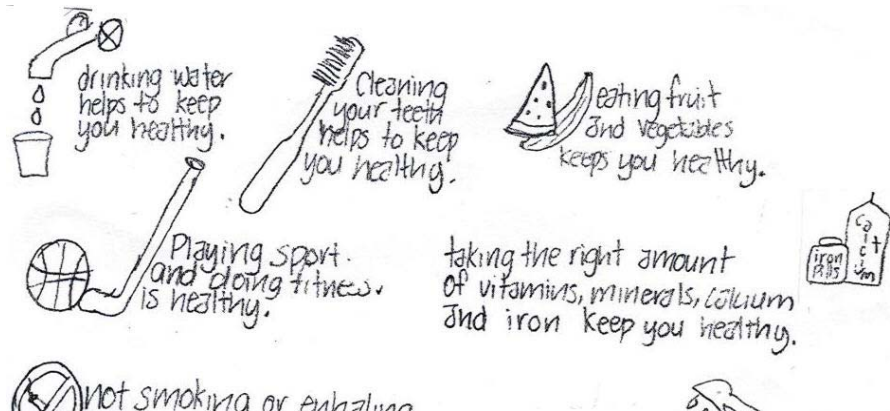 drinking water
helps to keep
you healthy.
Cleaning
your teeth
helps to keep
you healthy.
eating fruit
and vegetables
keeps you healthy.
Playing sport.
and doing fitness.
is healthy.
taking the right amount
of vitamins, minerals, calcium
and iron keep you healthy.
iron
pills
not smoking or enhaling